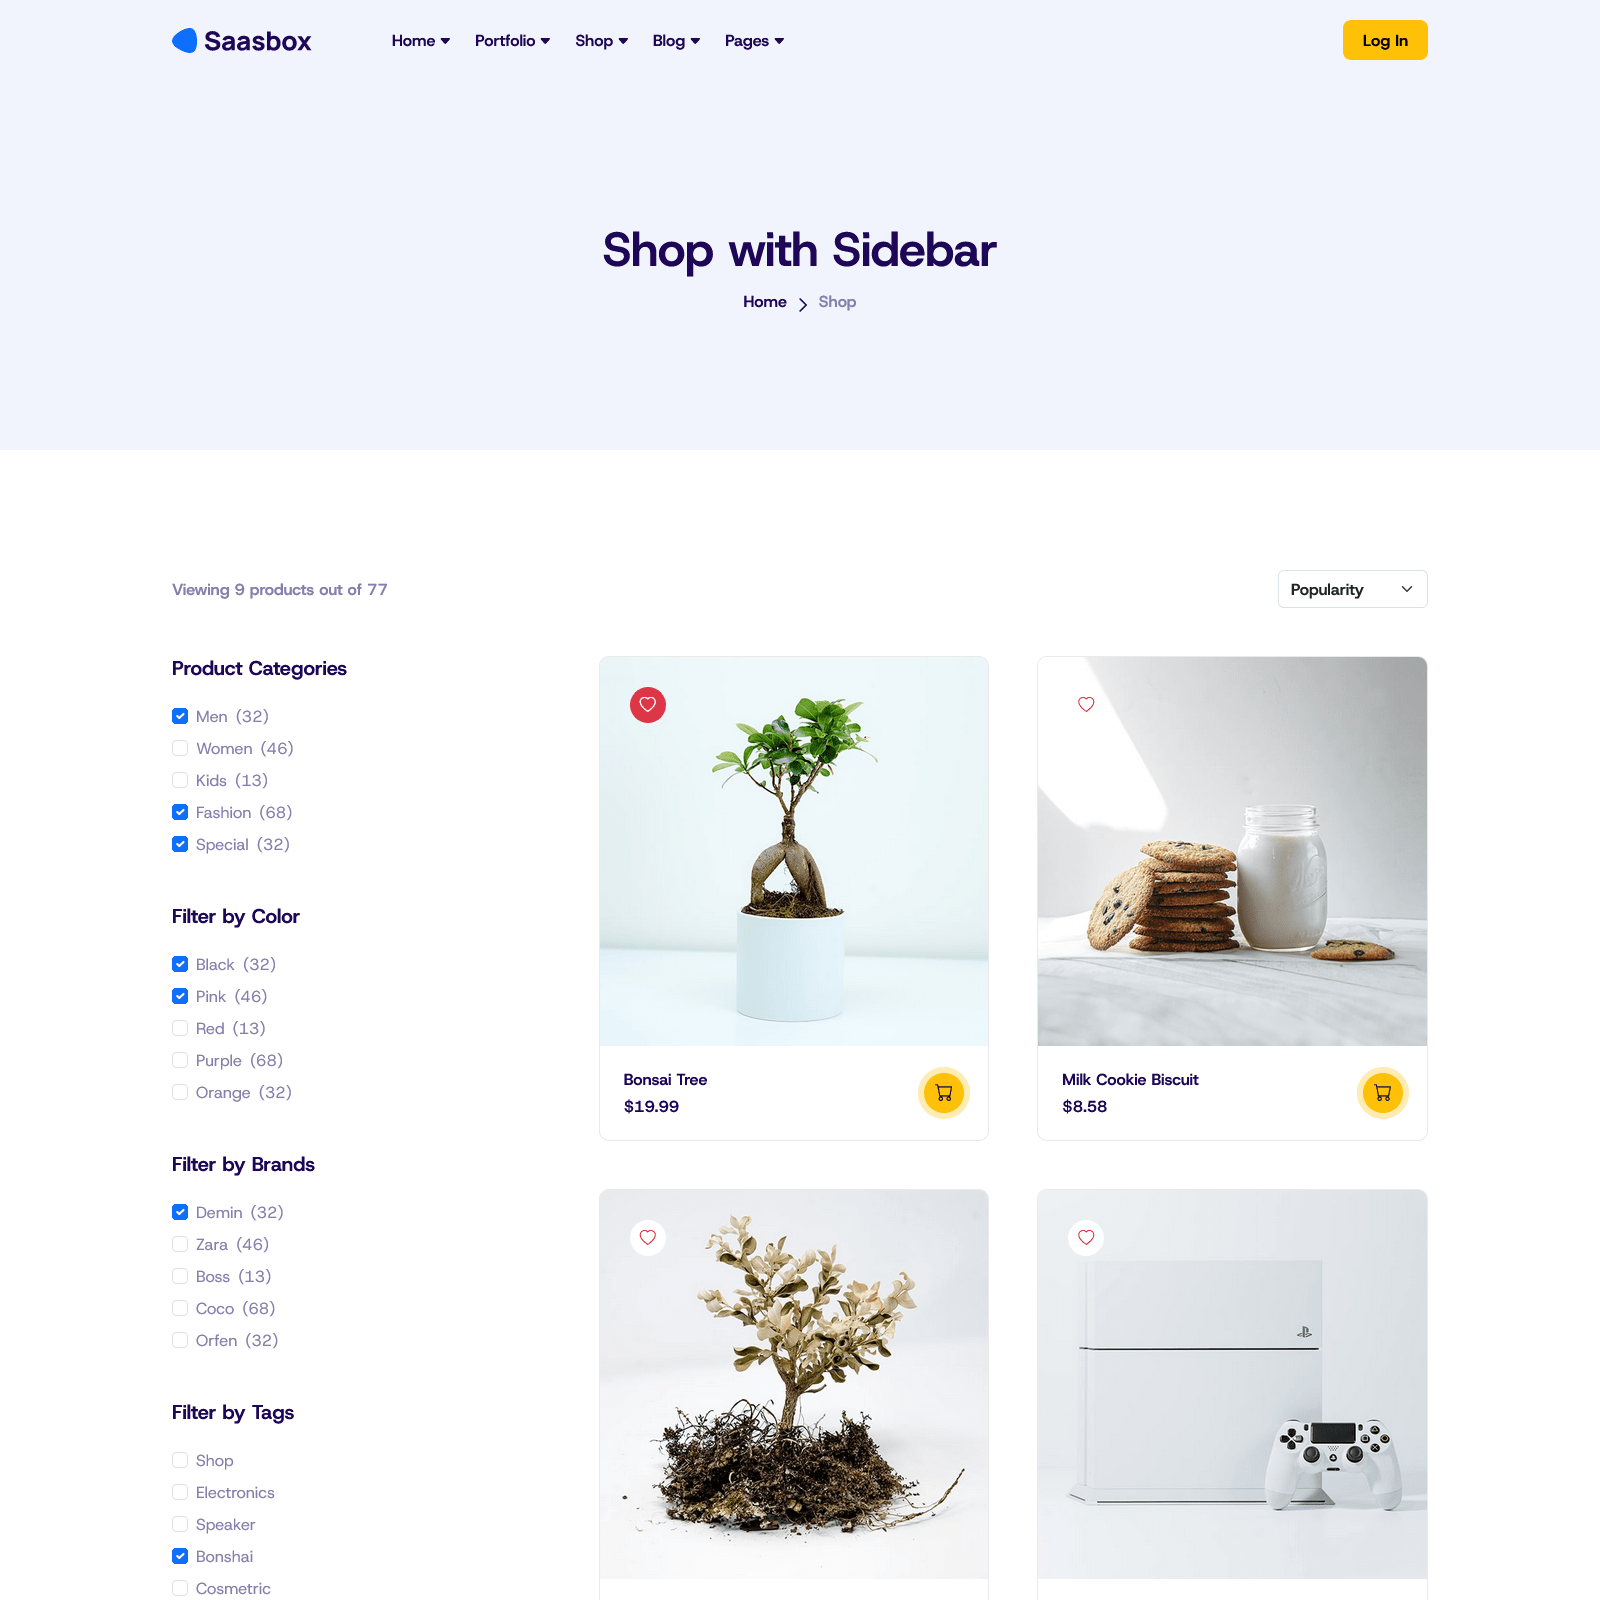 Saasbox
Home
Portfolio
Shop
Blog
Pages
Log In
Shop with Sidebar
Home
Shop
Viewing 9 products out of 77
Popularity
Product Categories
Men (32)
Women (46)
Kids (13)
Fashion (68)
Special (32)
Filter by Color
Black (32)
Pink (46)
Red (13)
Purple (68)
Orange (32)
Filter by Brands
Demin (32)
Zara (46)
Boss (13)
Coco (68)
Orfen (32)
Filter by Tags
Shop
Electronics
Speaker
Bonshai
Cosmetric
Bonsai Tree
$19.99
Milk Cookie Biscuit
$8.58